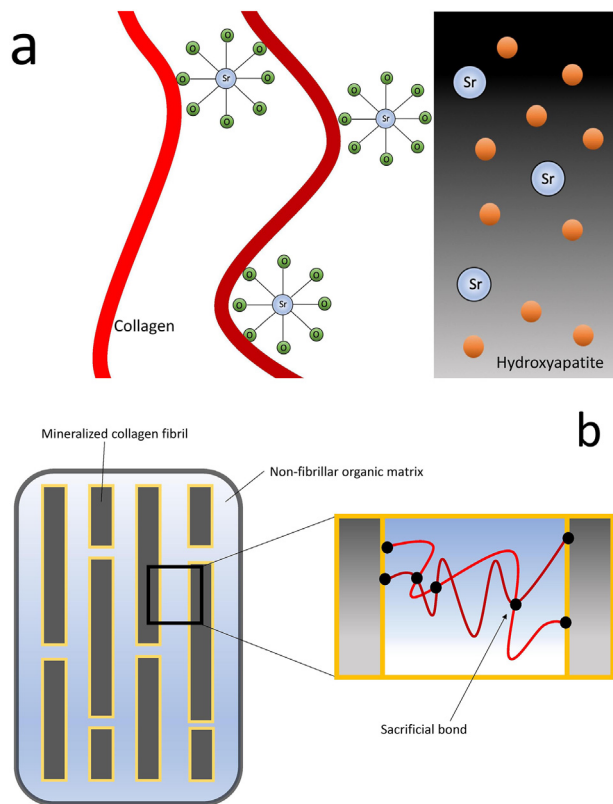 a
O
O
O
O
Sr
O
O
O
O
O
O
O
O
Sr
O
O
O
O
O
O
O
O
Sr
O
O
O
O
Collagen
Sr
Sr
Sr
Hydroxyapatite
b
Mineralized collagen fibril
Non-fibrillar organic matrix
Sacrificial bond